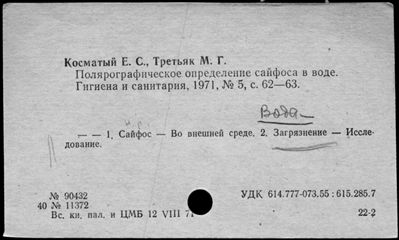 Косматый Е. С., Третьяк М. Г.
Полярографическое определение сайфоса в воде.
Гигиена и санитария, 1971, № 5, с. 62—63.
Вода—
— — 1. Сайфос — Во внешней среде. 2. Загрязнение — Иссле-
дование.
№ 90432
УДК 614.777-073.55 : 615.285.7
40 № 11372
Вс. кн. пал. и ЦМБ 12 VIII 71
22-2